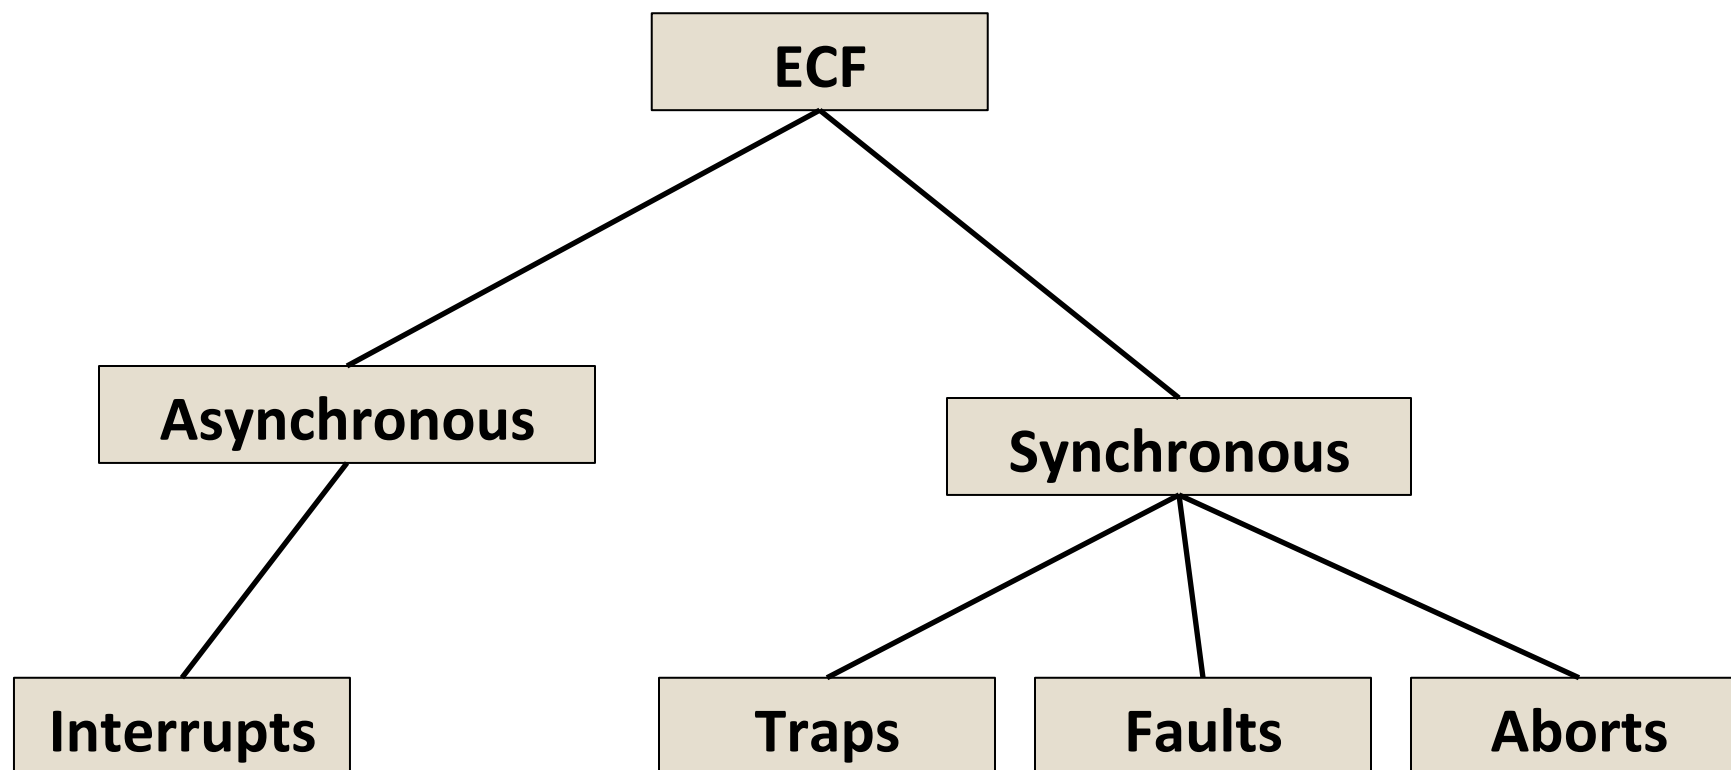 ECF
Asynchronous
Synchronous
Interrupts
Traps
Faults
Aborts